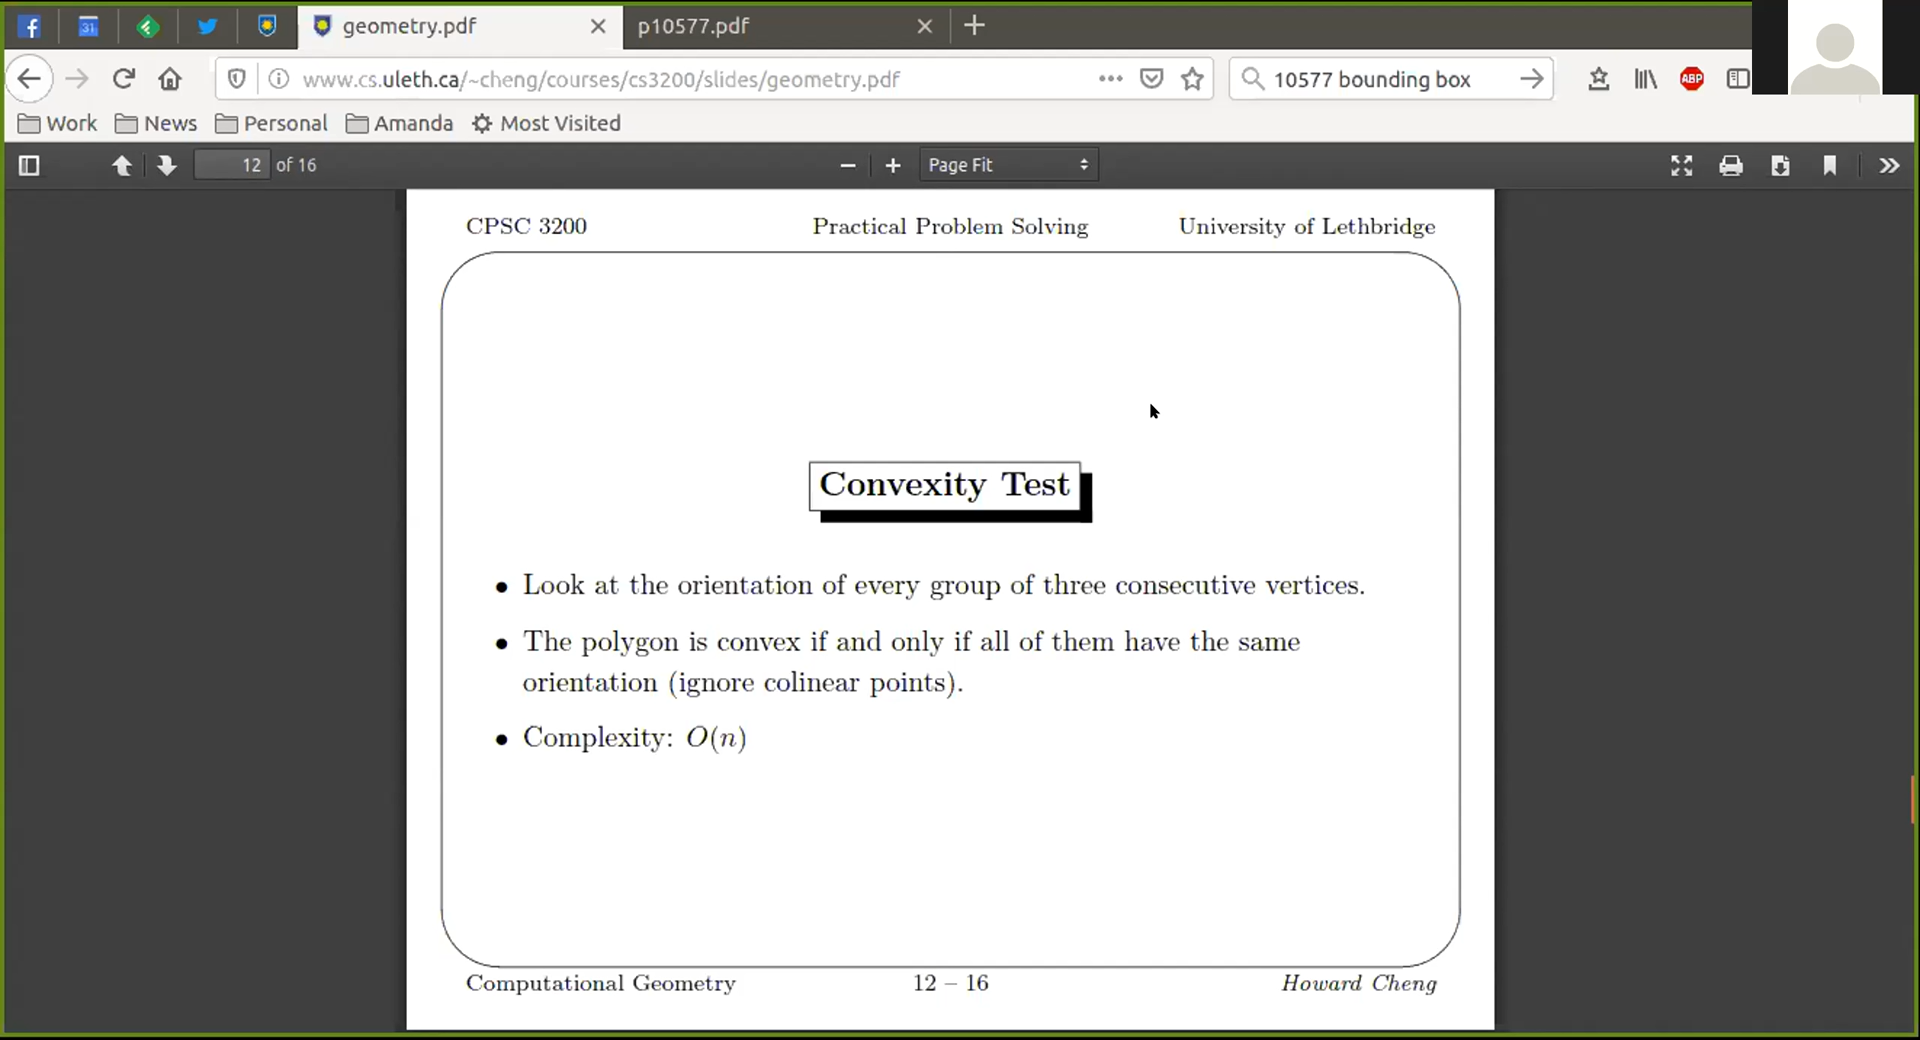 geometry.pdf
p10577.pdf
31
www.cs.uleth.ca/~cheng/courses/cs3200/slides/geometry.pdf
10577 bounding box
ABP
Work News Personal Amanda Most Visited
12 of 16
Page Fit
CPSC 3200 Practical Problem Solving University of Lethbridge
Convexity Test
• Look at the orientation of every group of three consecutive vertices.
• The polygon is convex if and only if all of them have the same
orientation (ignore colinear points).
• Complexity: O(n)
Computational Geometry 12 – 16 Howard Cheng